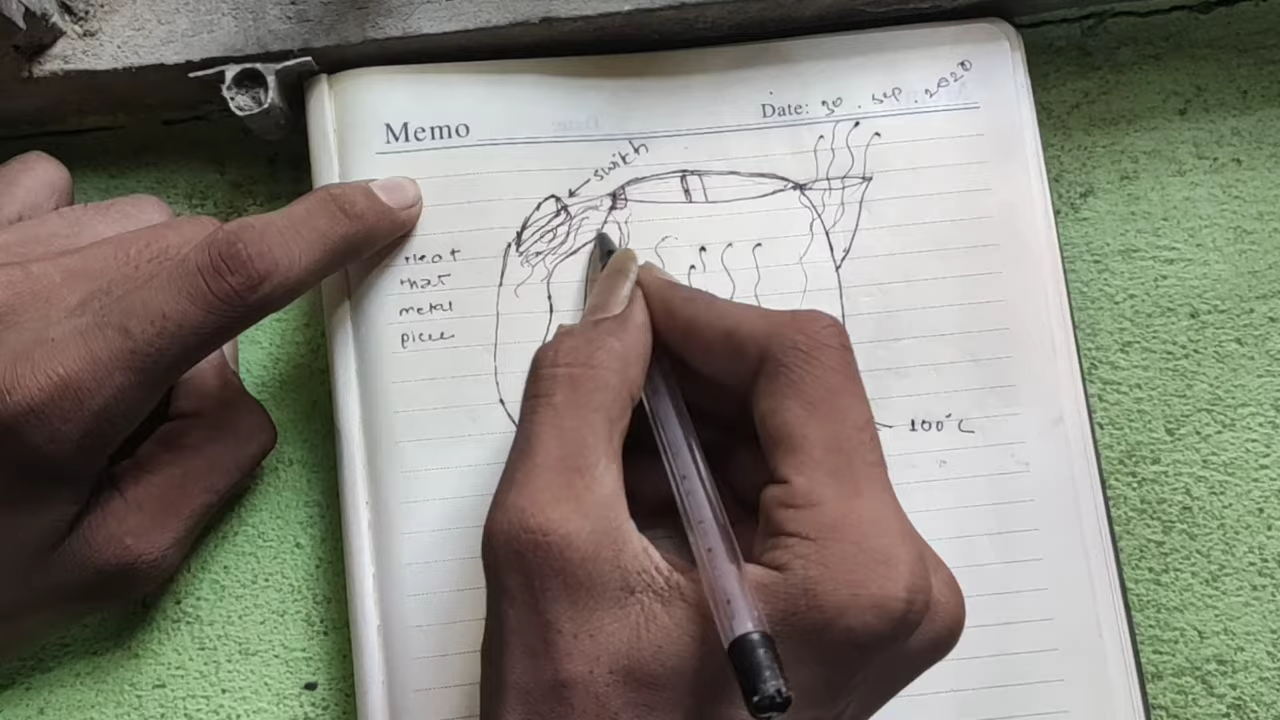 Memo
Date: 30. Sep. 2020
switch
Heat
that
metal
piece
100°C